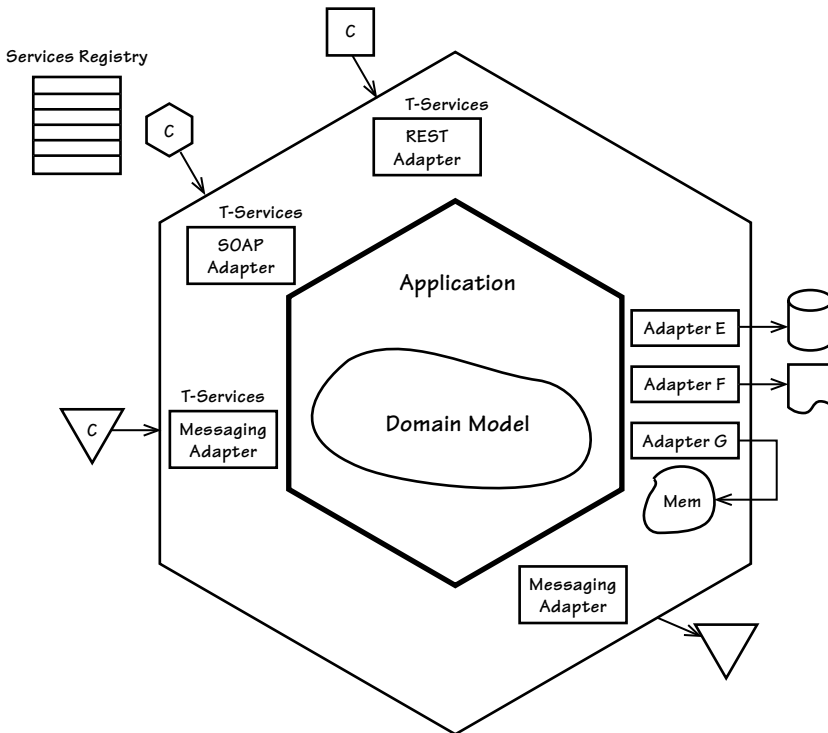 C
Services Registry
T-Services
REST
Adapter
C
T-Services
SOAP
Adapter
Application
Adapter E
Adapter F
T-Services
Messaging
Adapter
C
Domain Model
Adapter G
Mem
Messaging
Adapter